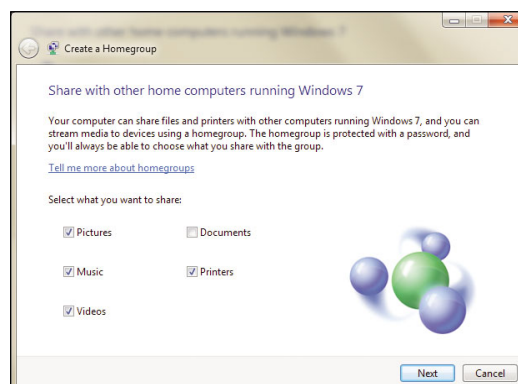 Create a Homegroup
Share with other home computers running Windows 7
Your computer can share files and printers with other computers running Windows 7, and you can
stream media to devices using a homegroup. The homegroup is protected with a password, and
you'll always be able to choose what you share with the group.
Tell me more about homegroups
Select what you want to share:
Pictures Documents
Music Printers
Videos
Next Cancel